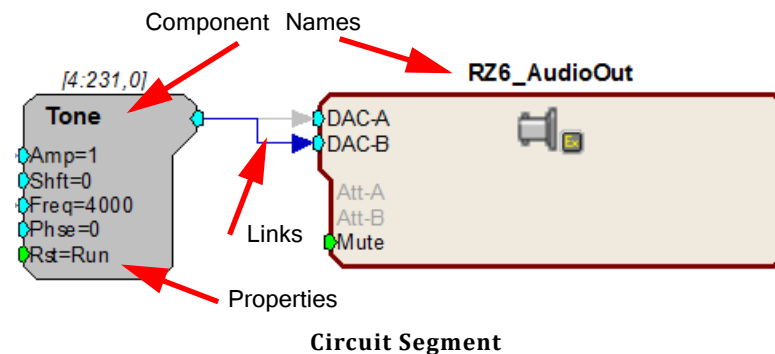 Component Names
[4:231,0]
RZ6_AudioOut
Tone
DAC-A
DAC-B
Amp=1
Shft=0
Freq=4000
Phse=0
Rst=Run
Att-A
Att-B
Mute
Links
Properties
Circuit Segment